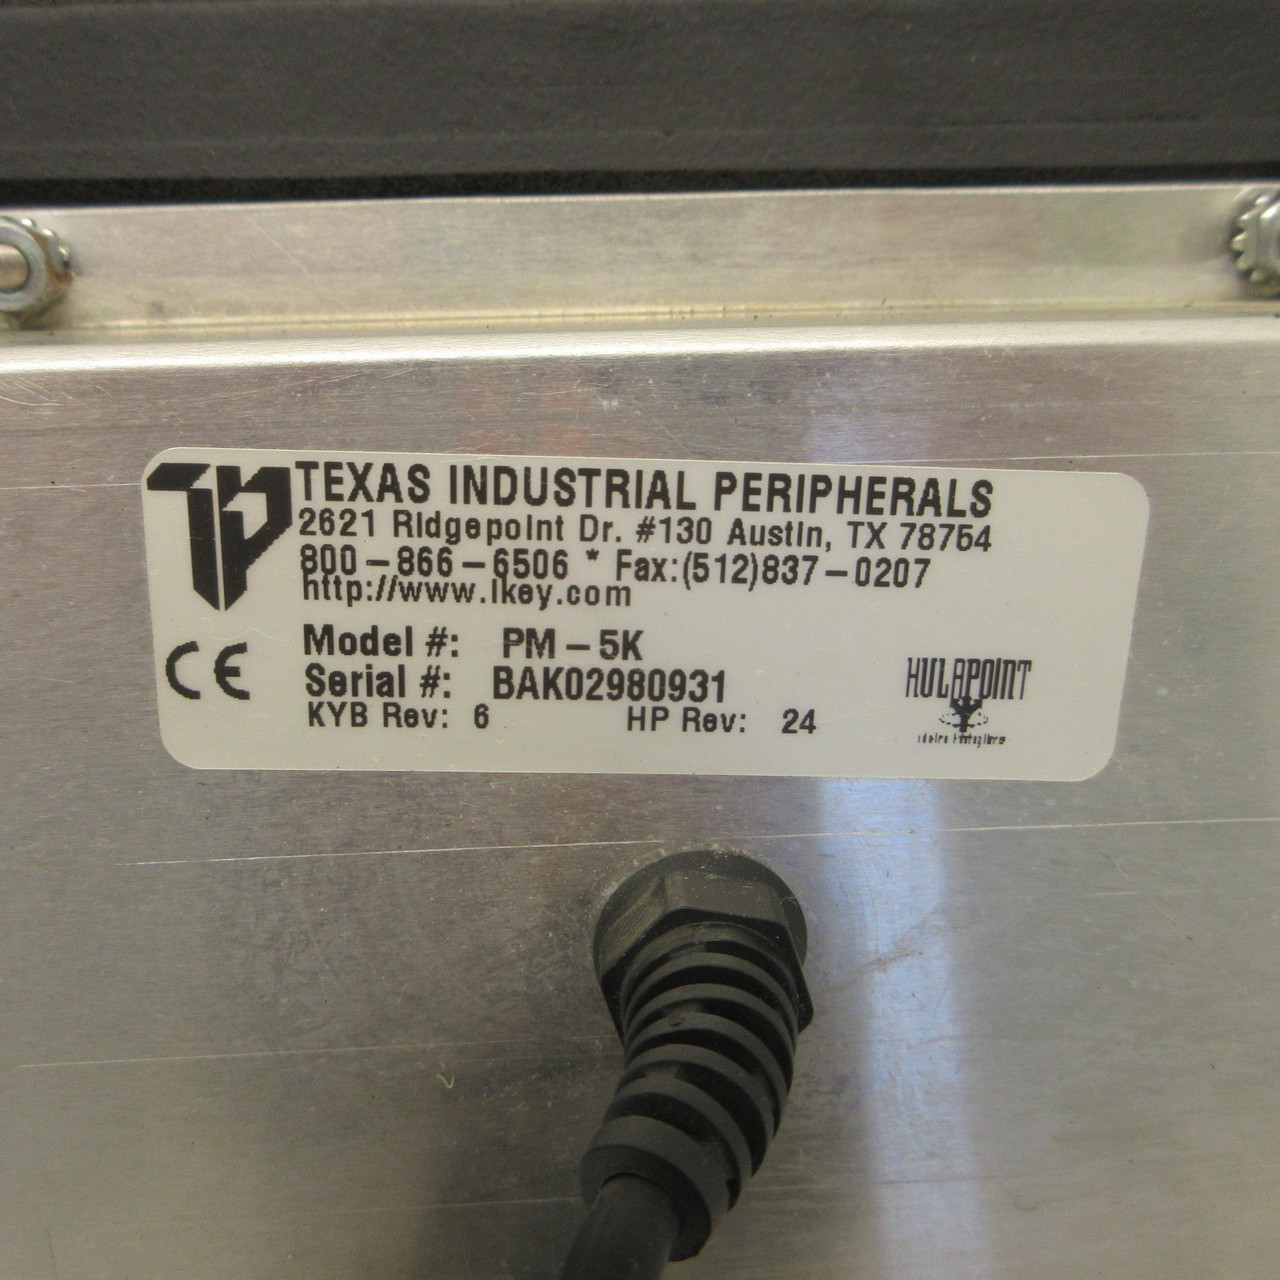 TEXAS INDUSTRIAL PERIPHERALS
2621 Ridgepoint Dr. #130 Austin, TX 78754
800-866-6506 * Fax:(512)837-0207
http://www.ikey.com
Model #: PM-5K
Serial #: BAK02980931
KYB Rev: 6 HP Rev: 24
CE
HULAPOINT